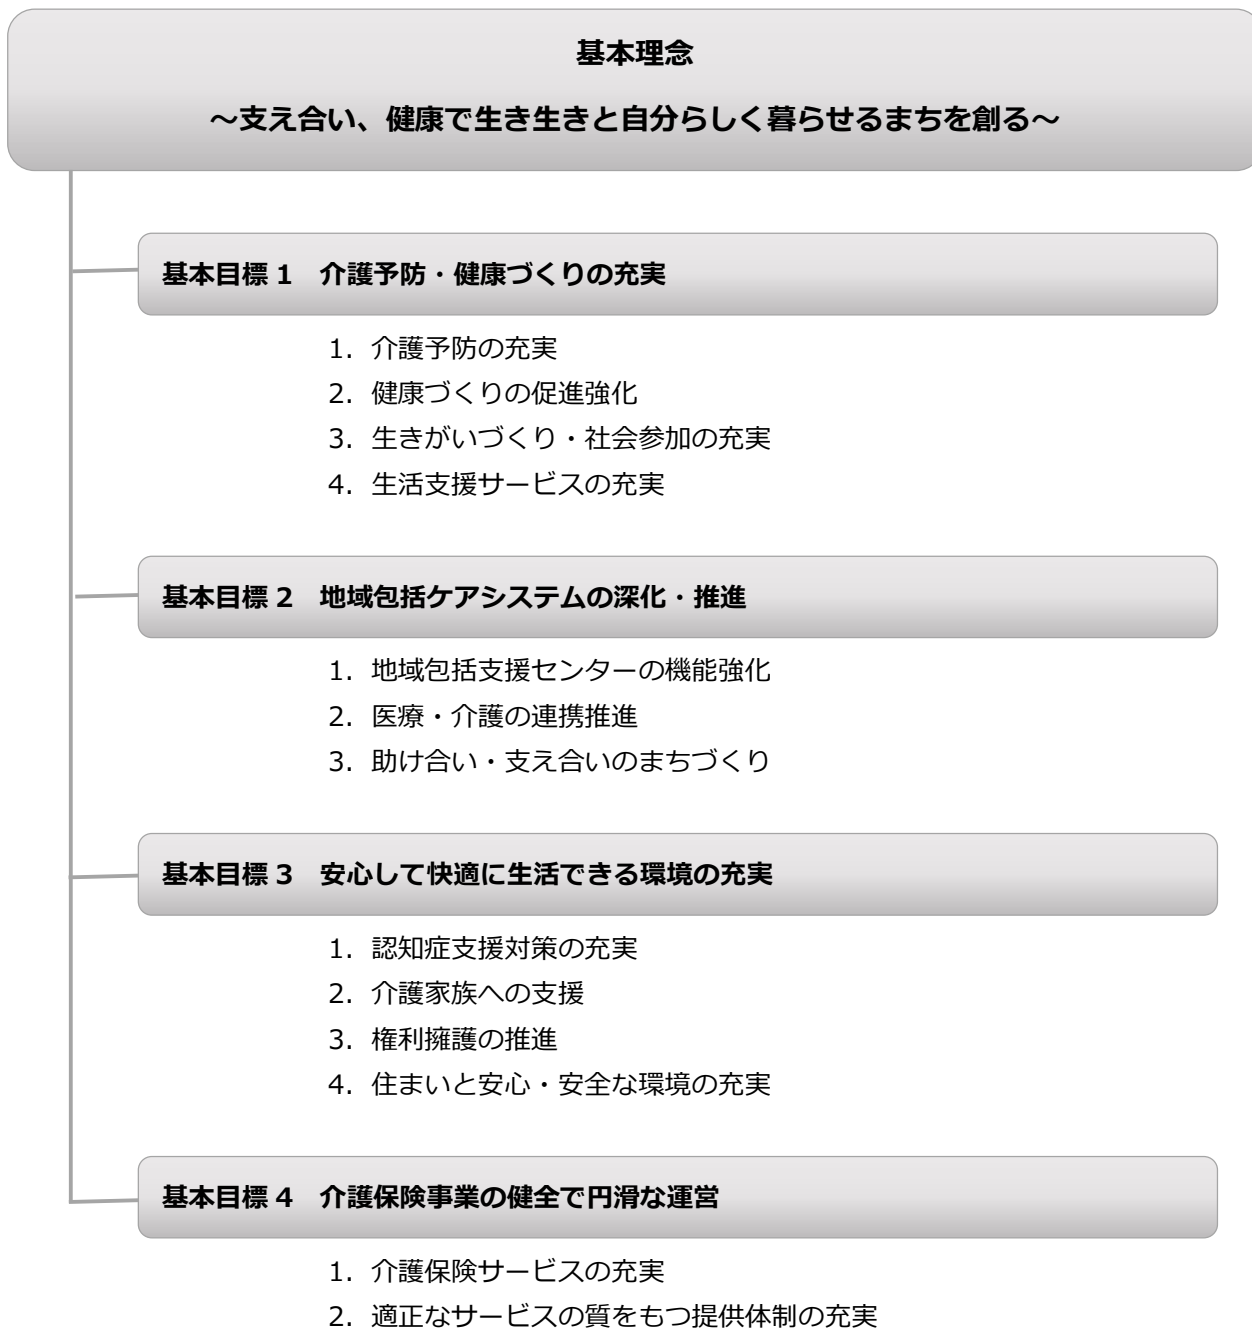 基本理念
～支え合い、健康で生き生きと自分らしく暮らせるまちを創る～
基本目標１　介護予防・健康づくりの充実
1. 介護予防の充実
2. 健康づくりの促進強化
3. 生きがいづくり・社会参加の充実
4. 生活支援サービスの充実
基本目標２　地域包括ケアシステムの深化・推進
1. 地域包括支援センターの機能強化
2. 医療・介護の連携推進
3. 助け合い・支え合いのまちづくり
基本目標３　安心して快適に生活できる環境の充実
1. 認知症支援対策の充実
2. 介護家族への支援
3. 権利擁護の推進
4. 住まいと安心・安全な環境の充実
基本目標４　介護保険事業の健全で円滑な運営
1. 介護保険サービスの充実
2. 適正なサービスの質をもつ提供体制の充実